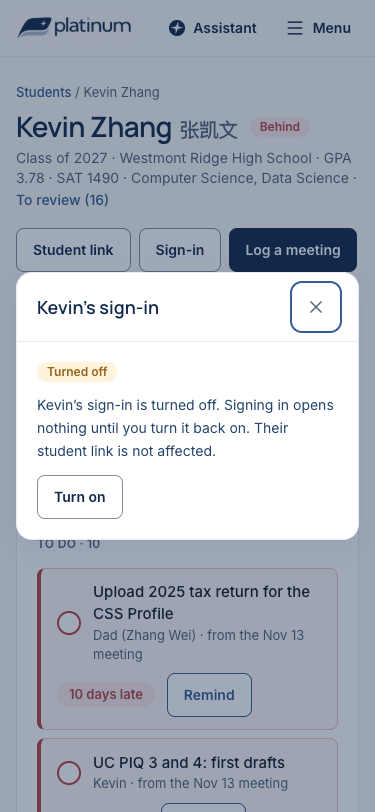 platinum
Assistant
Menu
Students / Kevin Zhang
Kevin Zhang 张凯文 Behind
Class of 2027 · Westmont Ridge High School · GPA
3.78 · SAT 1490 · Computer Science, Data Science ·
To review (16)
Student link
Sign-in
Log a meeting
Kevin’s sign-in
Turned off
Kevin’s sign-in is turned off. Signing in opens
nothing until you turn it back on. Their
student link is not affected.
Turn on
TO DO · 10
Upload 2025 tax return for the
CSS Profile
Dad (Zhang Wei) · from the Nov 13
meeting
10 days late
Remind
UC PIQ 3 and 4: first drafts
Kevin · from the Nov 13 meeting